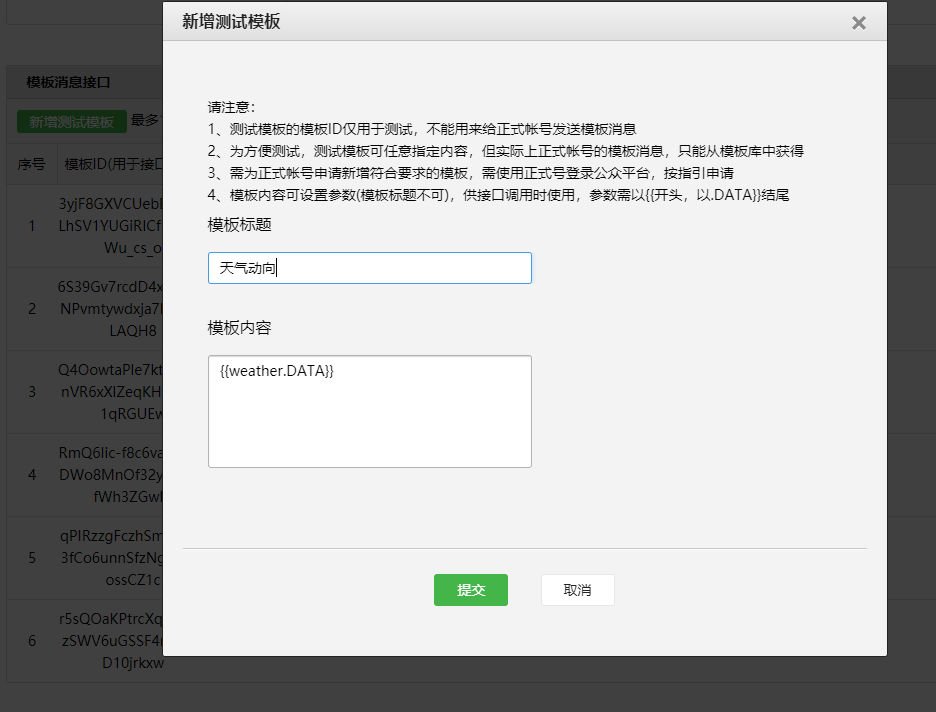 新增测试模板
请注意：
1、测试模板的模板ID仅用于测试，不能用来给正式帐号发送模板消息
2、为方便测试，测试模板可任意指定内容，但实际上正式帐号的模板消息，只能从模板库中获得
3、需为正式帐号申请新增符合要求的模板，需使用正式号登录公众平台，按指引申请
4、模板内容可设置参数(模板标题不可)，供接口调用时使用，参数需以{{开头，以.DATA}}结尾
模板标题
天气动向
模板内容
{{weather.DATA}}
提交
取消
模板消息接口
新增测试模板 最多
序号 模板ID(用于接口
1
3yjF8GXVCUeb
LhSV1YUGiRICf
Wu_cs_o
2
6S39Gv7rcdD4x
NPvmtywdxja7
LAQH8
3
Q4OowtaPle7kt
nVR6xXIZeqKH
1qRGUEw
4
RmQ6lic-f8c6va
DWo8MnOf32y
fWh3ZGw
5
qPIRzzgFczhSm
3fCo6unnSfzNg
ossCZ1c
6
r5sQOaKPtrcXq
zSWV6uGSSF4
D10jrkxw